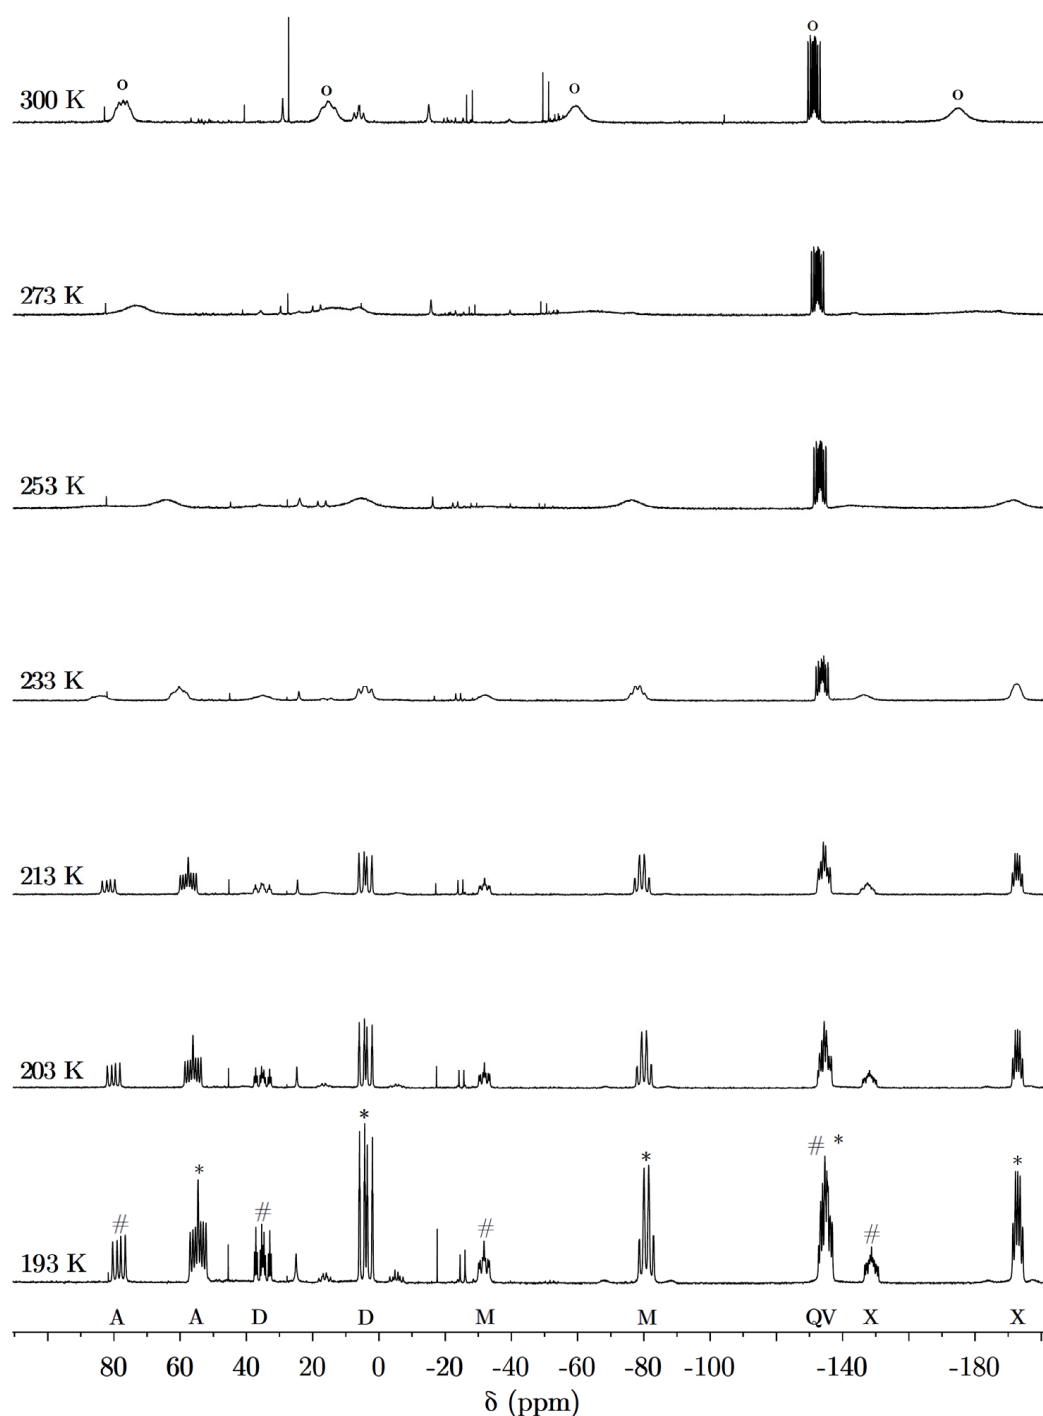 o
300 K o o o o
273 K
253 K
233 K
213 K
203 K
* # *
* # # * # *
193 K #
A A D D M M QV X X
80 60 40 20 0 -20 -40 -60 -80 -100 -140 -180
δ (ppm)